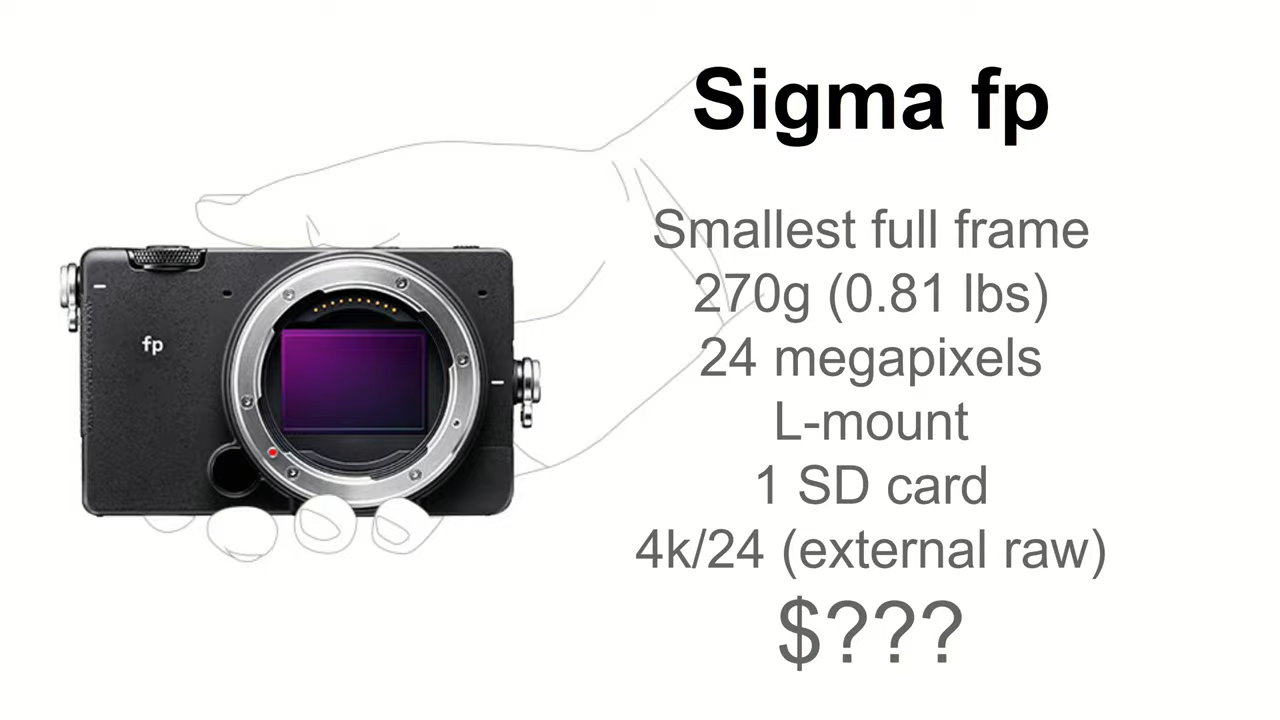 Sigma fp
Smallest full frame
270g (0.81 lbs)
24 megapixels
L-mount
1 SD card
4k/24 (external raw)
$???
fp